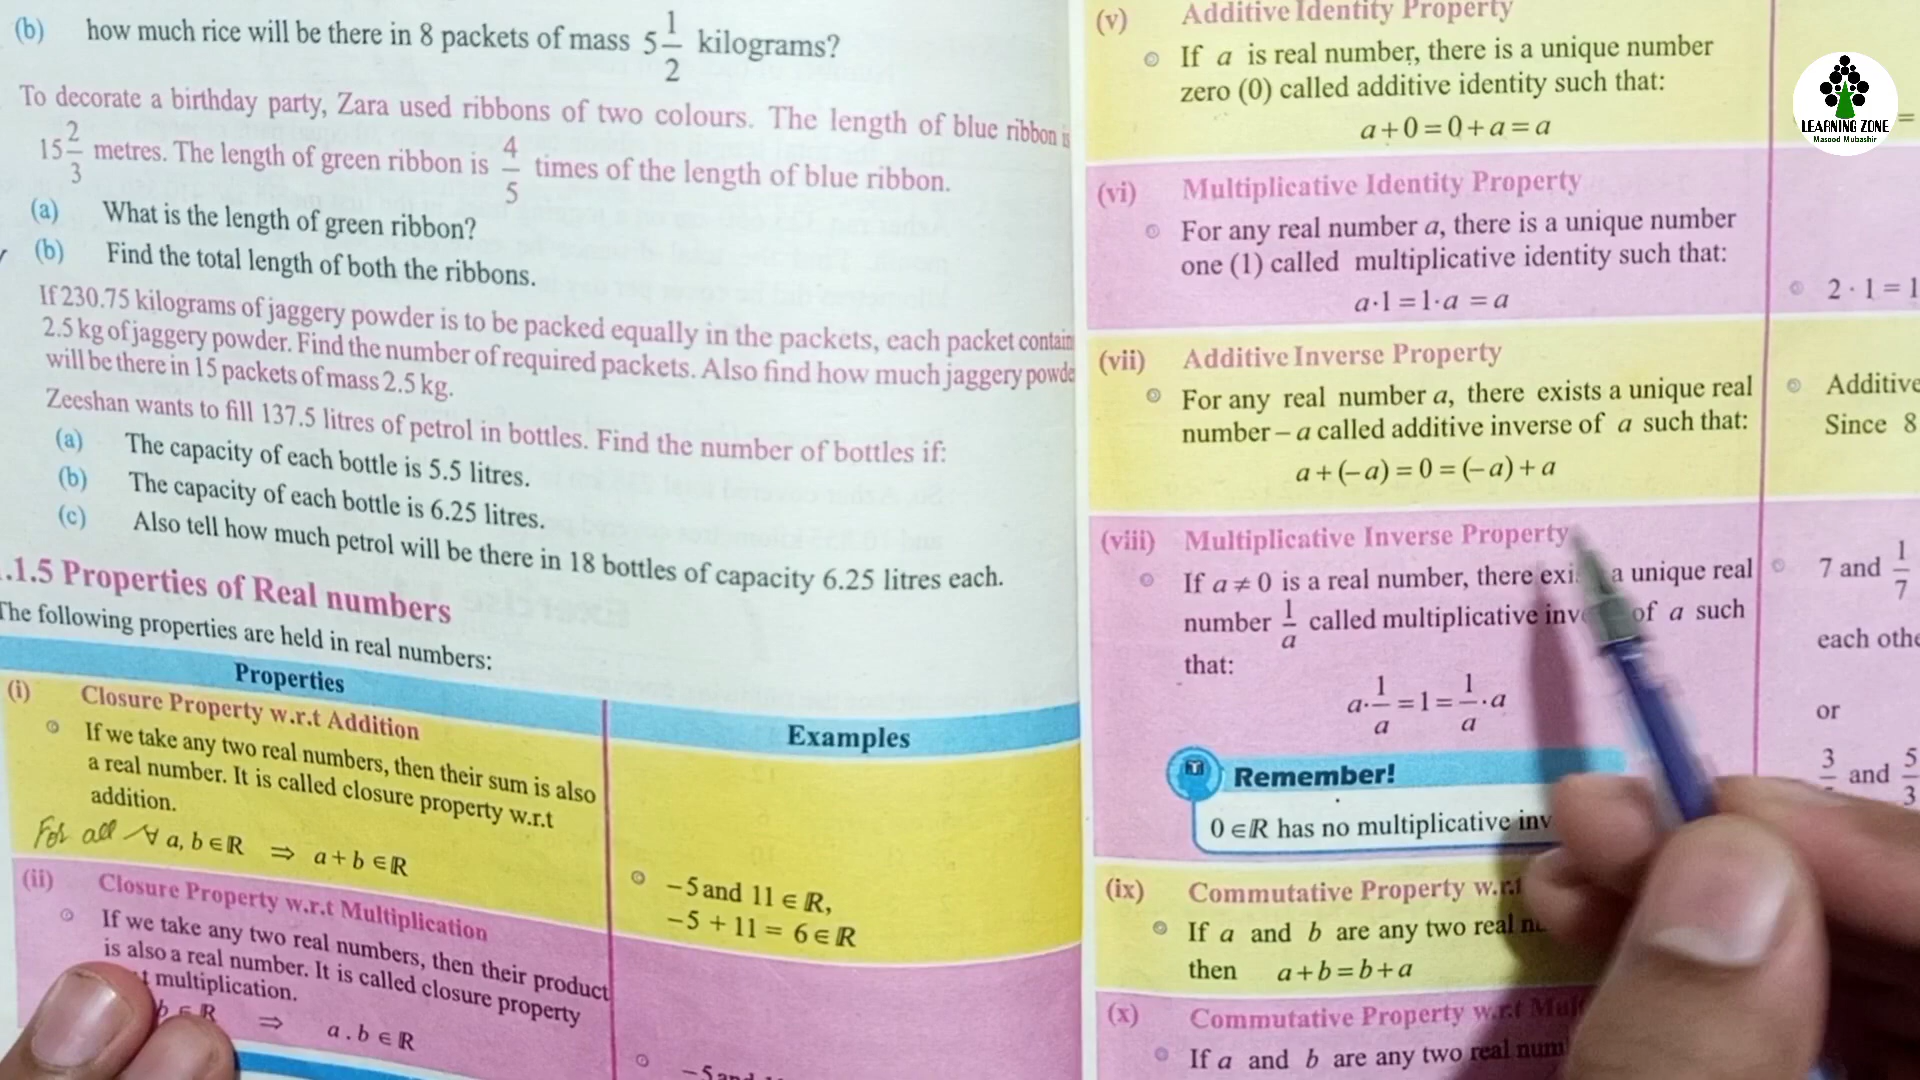 (b) how much rice will be there in 8 packets of mass 5 1/2 kilograms?
To decorate a birthday party, Zara used ribbons of two colours. The length of blue ribbon is
15 2/3 metres. The length of green ribbon is 4/5 times of the length of blue ribbon.
(a) What is the length of green ribbon?
(b) Find the total length of both the ribbons.
If 230.75 kilograms of jaggery powder is to be packed equally in the packets, each packet contain
2.5 kg of jaggery powder. Find the number of required packets. Also find how much jaggery powde
will be there in 15 packets of mass 2.5 kg.
Zeeshan wants to fill 137.5 litres of petrol in bottles. Find the number of bottles if:
(a) The capacity of each bottle is 5.5 litres.
(b) The capacity of each bottle is 6.25 litres.
(c) Also tell how much petrol will be there in 18 bottles of capacity 6.25 litres each.
.1.5 Properties of Real numbers
The following properties are held in real numbers:
Properties
Examples
(i) Closure Property w.r.t Addition
If we take any two real numbers, then their sum is also
a real number. It is called closure property w.r.t
addition.
For all ∀ a, b ∈ ℝ ⇒ a + b ∈ ℝ
-5 and 11 ∈ ℝ,
-5 + 11 = 6 ∈ ℝ
(ii) Closure Property w.r.t Multiplication
If we take any two real numbers, then their product
is also a real number. It is called closure property
t multiplication.
b ∈ ℝ ⇒ a . b ∈ ℝ
-5 and
(v) Additive Identity Property
If a is real number, there is a unique number
zero (0) called additive identity such that:
a + 0 = 0 + a = a
=
(vi) Multiplicative Identity Property
For any real number a, there is a unique number
one (1) called multiplicative identity such that:
a·1 = 1·a = a
2 · 1 = 1
(vii) Additive Inverse Property
For any real number a, there exists a unique real
number – a called additive inverse of a such that:
a + (– a) = 0 = (– a) + a
Additive
Since 8
(viii) Multiplicative Inverse Property
If a ≠ 0 is a real number, there exi a unique real
number 1/a called multiplicative inv of a such
that:
a· 1/a = 1 = 1/a ·a
7 and 1/7
each othe
or
3 and 5/3
Remember!
0 ∈ ℝ has no multiplicative inv
(ix) Commutative Property w.r.t
If a and b are any two real n
then a + b = b + a
(x) Commutative Property w.r.t Mul
If a and b are any two real num
LEARNING ZONE
Masood Mubashir